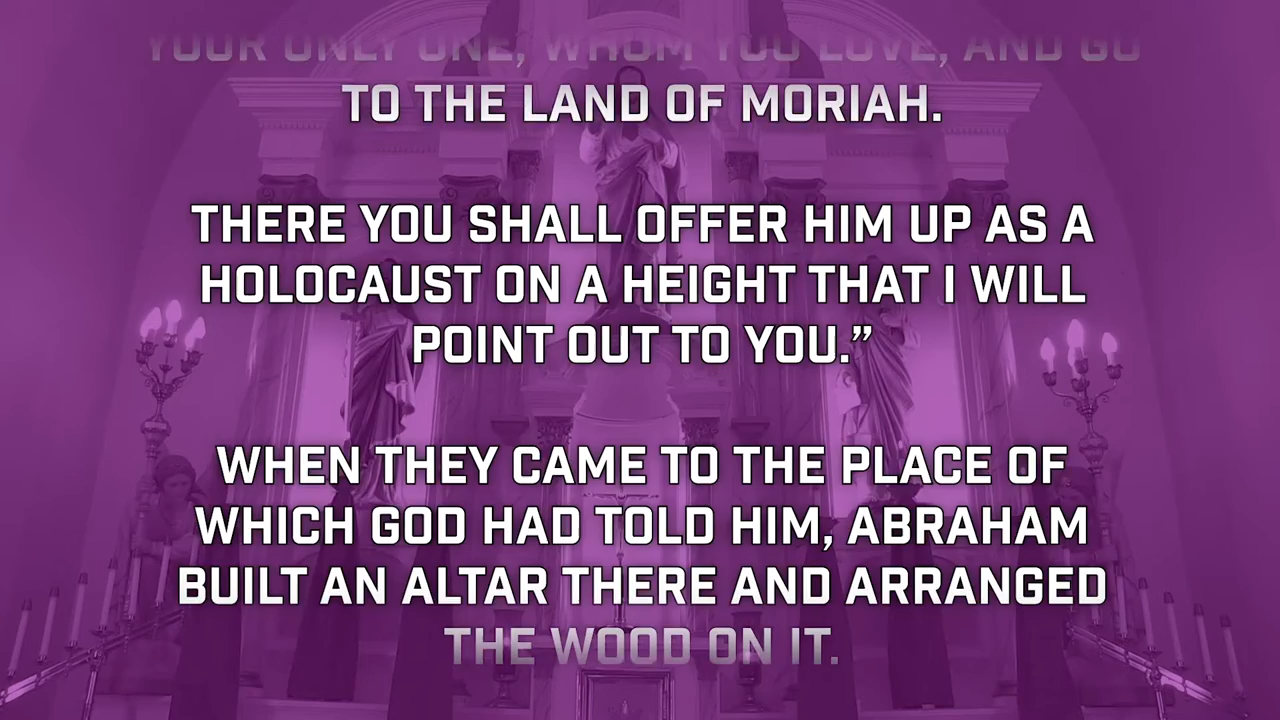 YOUR ONLY ONE, WHOM YOU LOVE, AND GO
TO THE LAND OF MORIAH.
THERE YOU SHALL OFFER HIM UP AS A
HOLOCAUST ON A HEIGHT THAT I WILL
POINT OUT TO YOU.”
WHEN THEY CAME TO THE PLACE OF
WHICH GOD HAD TOLD HIM, ABRAHAM
BUILT AN ALTAR THERE AND ARRANGED
THE WOOD ON IT.